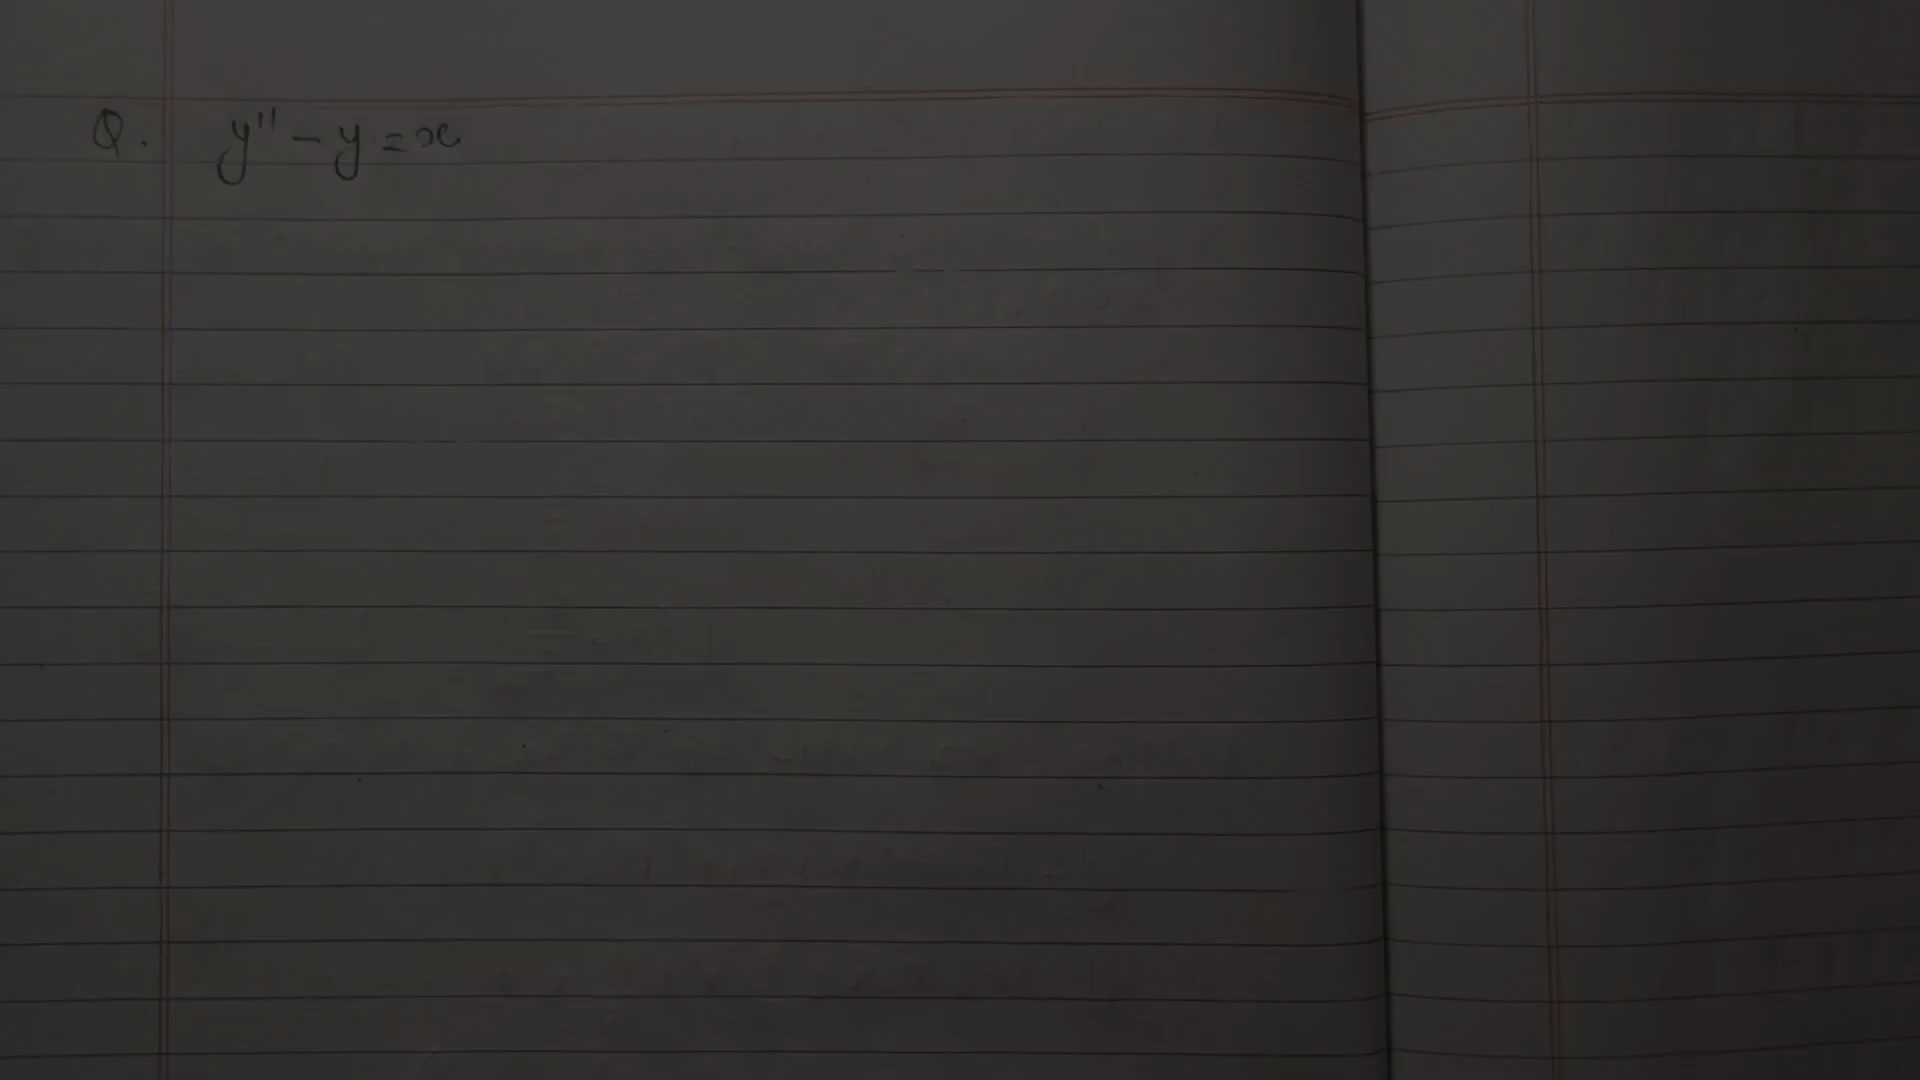 Q. y'' - y = x